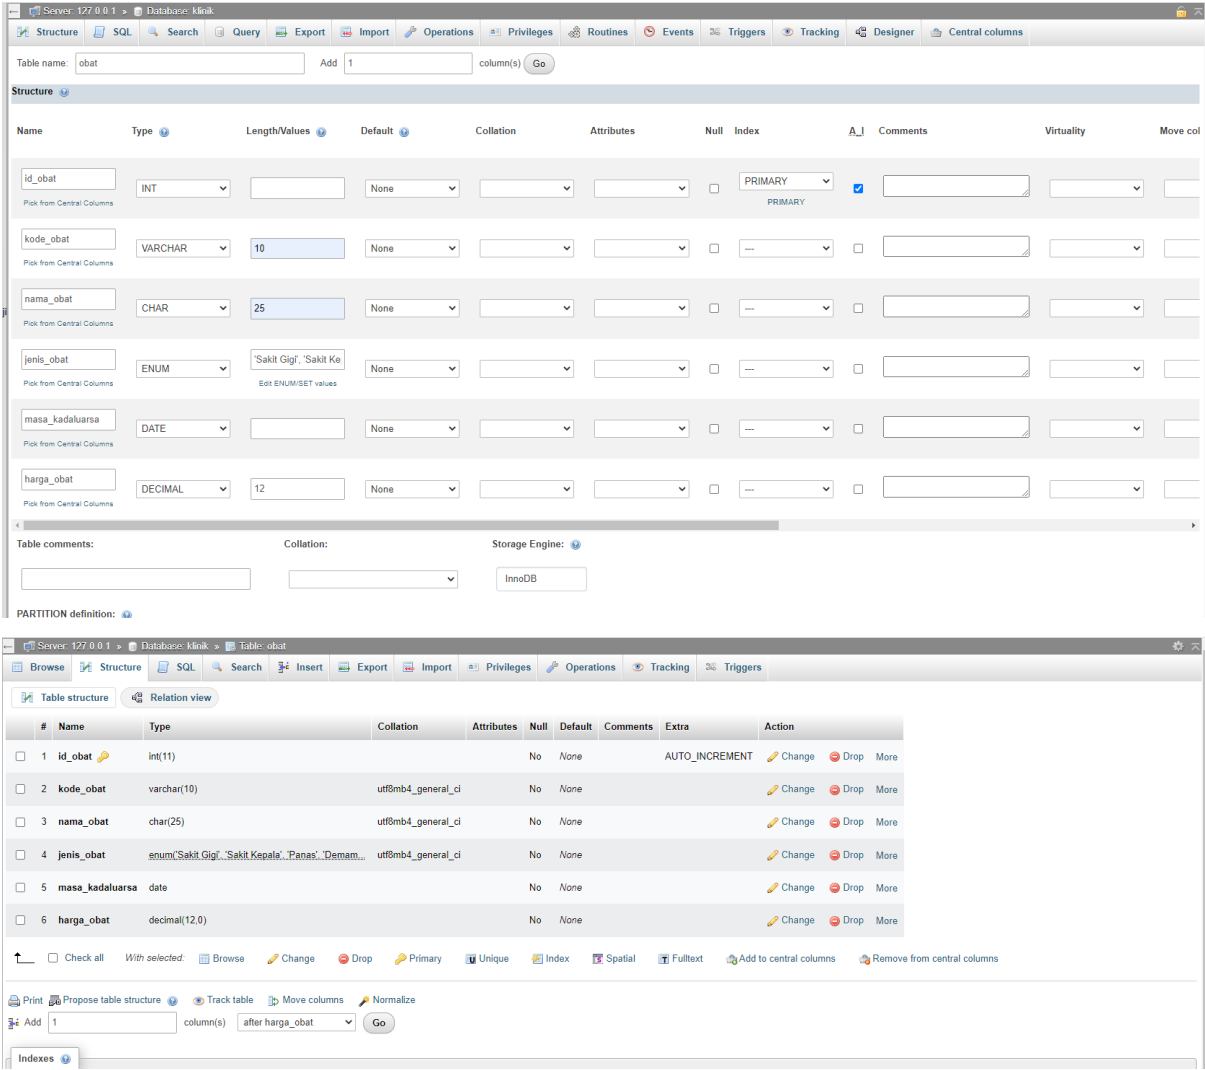 Server: 127.0.0.1 » Database: klinik
Structure SQL Search Query Export Import Operations Privileges Routines Events Triggers Tracking Designer Central columns
Table name: obat Add 1 column(s) Go
Structure
Name Type Length/Values Default Collation Attributes Null Index A_I Comments Virtuality Move col
id_obat INT None PRIMARY
Pick from Central Columns PRIMARY
kode_obat VARCHAR 10 None ---
Pick from Central Columns
nama_obat CHAR 25 None ---
Pick from Central Columns
jenis_obat ENUM 'Sakit Gigi', 'Sakit Ke None ---
Pick from Central Columns Edit ENUM/SET values
masa_kadaluarsa DATE None ---
Pick from Central Columns
harga_obat DECIMAL 12 None ---
Pick from Central Columns
Table comments: Collation: Storage Engine:
InnoDB
PARTITION definition:
Server: 127.0.0.1 » Database: klinik » Table: obat
Browse Structure SQL Search Insert Export Import Privileges Operations Tracking Triggers
Table structure Relation view
# Name Type Collation Attributes Null Default Comments Extra Action
1 id_obat int(11) No None AUTO_INCREMENT Change Drop More
2 kode_obat varchar(10) utf8mb4_general_ci No None Change Drop More
3 nama_obat char(25) utf8mb4_general_ci No None Change Drop More
4 jenis_obat enum('Sakit Gigi', 'Sakit Kepala', 'Panas', 'Demam... utf8mb4_general_ci No None Change Drop More
5 masa_kadaluarsa date No None Change Drop More
6 harga_obat decimal(12,0) No None Change Drop More
Check all With selected: Browse Change Drop Primary Unique Index Spatial Fulltext Add to central columns Remove from central columns
Print Propose table structure Track table Move columns Normalize
Add 1 column(s) after harga_obat Go
Indexes